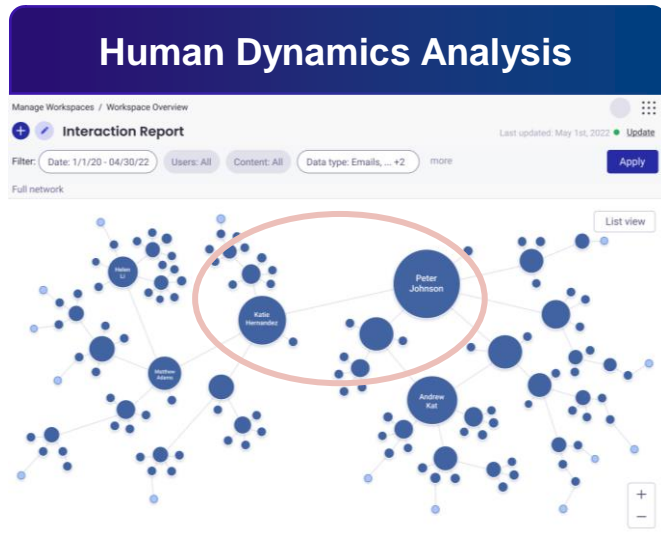 Human Dynamics Analysis
Manage Workspaces / Workspace Overview
Interaction Report
Last updated: May 1st, 2022 Update
Filter: Date: 1/1/20 - 04/30/22 Users: All Content: All Data type: Emails, ... +2 more Apply
Full network
List view
Helen
Li
Peter
Johnson
Katie
Hernandez
Matthew
Adams
Andrew
Kat
+
−